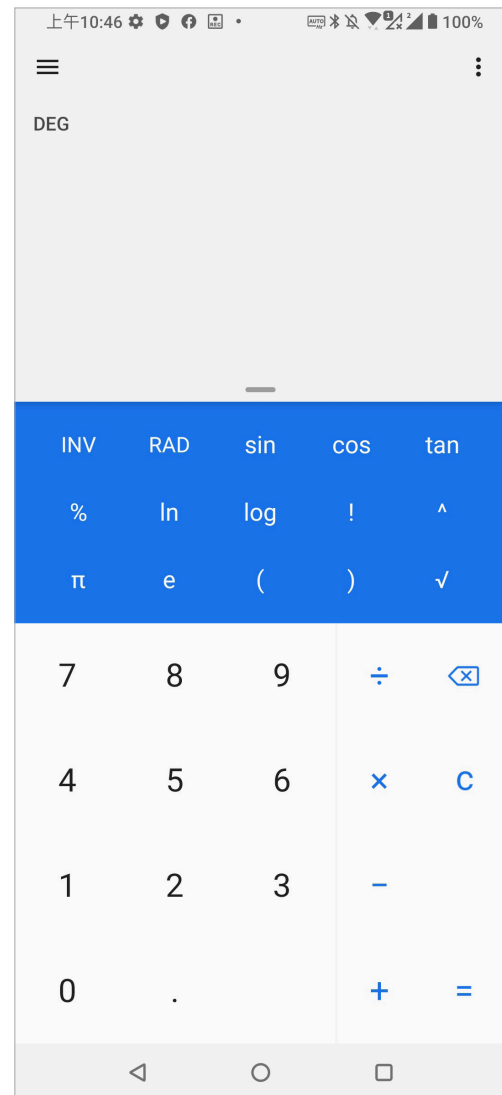 上午10:46 100%
DEG
INV RAD sin cos tan
% ln log ! ^
π e ( ) √
7 8 9 ÷
4 5 6 × C
1 2 3 −
0 . + =